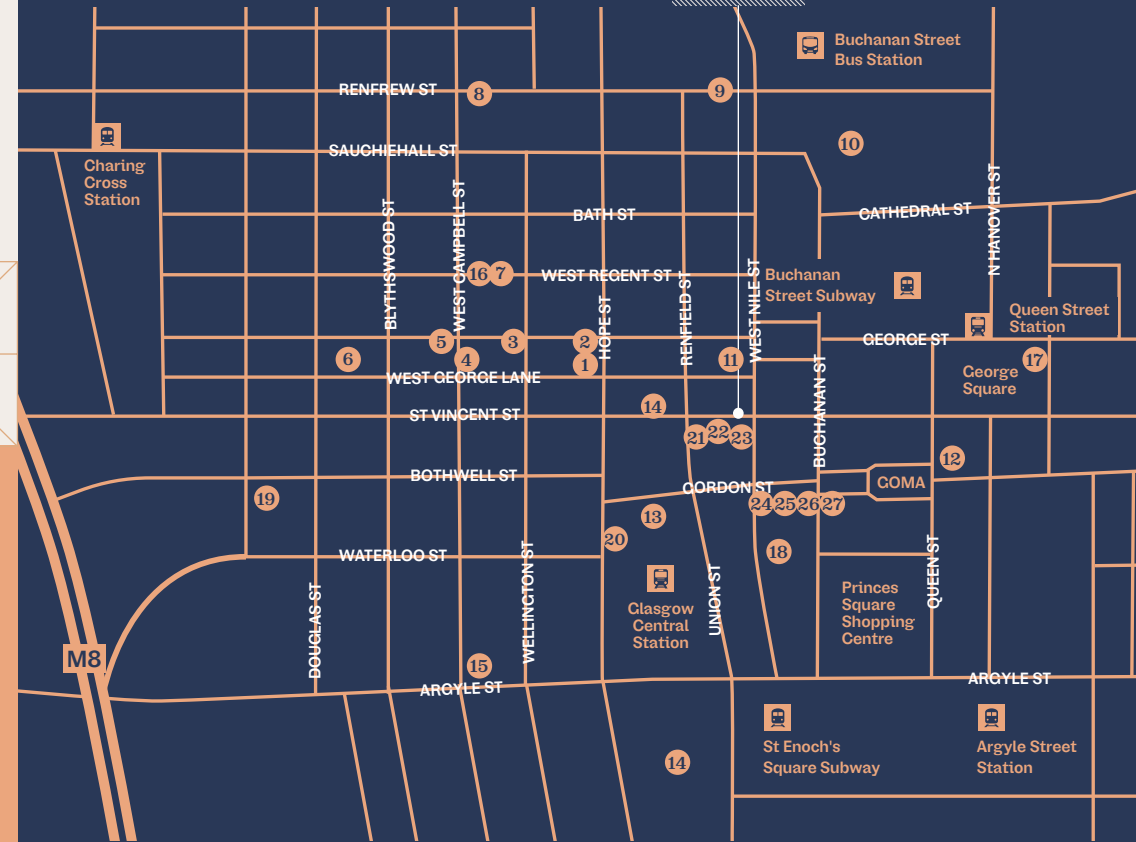 Buchanan Street
Bus Station
RENFREW ST
8
9
10
SAUCHIEHALL ST
Charing
Cross
Station
BLYTHSWOOD ST
WEST CAMPBELL ST
BATH ST
CATHEDRAL ST
N HANOVER ST
16
7
WEST REGENT ST
HOPE ST
RENFIELD ST
WEST NILE ST
Buchanan
Street Subway
Queen Street
Station
GEORGE ST
5
3
2
6
4
1
11
17
George
Square
WEST GEORGE LANE
BUCHANAN ST
14
ST VINCENT ST
21
22
23
12
BOTHWELL ST
GORDON ST
GOMA
19
24
25
26
27
13
20
18
WATERLOO ST
DOUGLAS ST
WELLINGTON ST
UNION ST
QUEEN ST
Glasgow
Central
Station
Princes
Square
Shopping
Centre
M8
15
ARGYLE ST
ARGYLE ST
St Enoch's
Square Subway
Argyle Street
Station
14